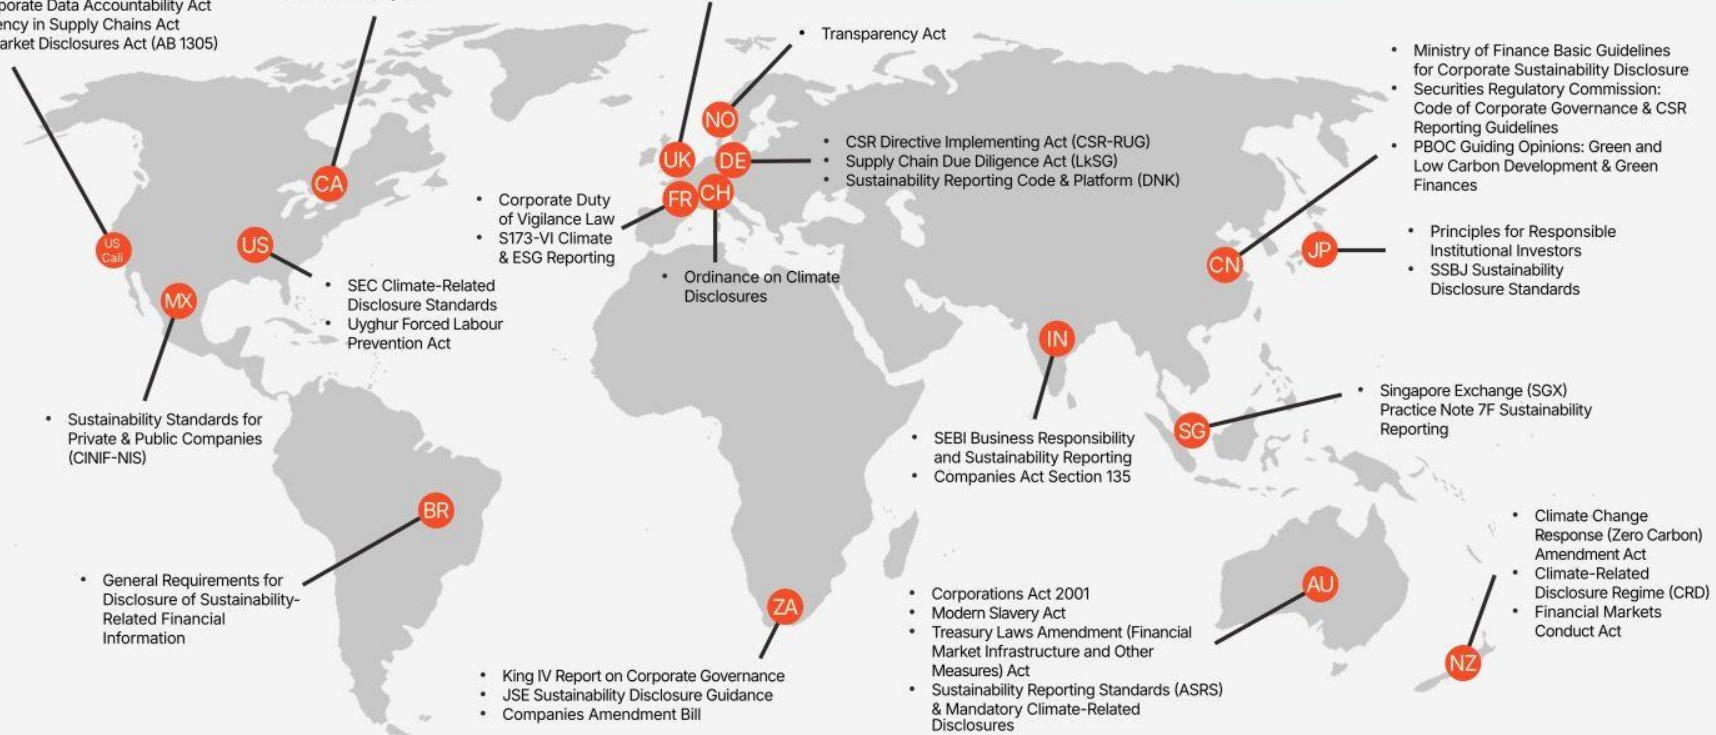 porate Data Accountability Act
ency in Supply Chains Act
arket Disclosures Act (AB 1305)
• Transparency Act
• Ministry of Finance Basic Guidelines
for Corporate Sustainability Disclosure
• Securities Regulatory Commission:
Code of Corporate Governance & CSR
Reporting Guidelines
• PBOC Guiding Opinions: Green and
Low Carbon Development & Green
Finances
NO
UK
DE
• CSR Directive Implementing Act (CSR-RUG)
• Supply Chain Due Diligence Act (LkSG)
• Sustainability Reporting Code & Platform (DNK)
CA
FR
CH
• Corporate Duty
of Vigilance Law
• S173-VI Climate
& ESG Reporting
US
Cali
US
CN
JP
• Principles for Responsible
Institutional Investors
• SSBJ Sustainability
Disclosure Standards
• Ordinance on Climate
Disclosures
• SEC Climate-Related
Disclosure Standards
• Uyghur Forced Labour
Prevention Act
MX
IN
• Sustainability Standards for
Private & Public Companies
(CINIF-NIS)
SG
• Singapore Exchange (SGX)
Practice Note 7F Sustainability
Reporting
• SEBI Business Responsibility
and Sustainability Reporting
• Companies Act Section 135
BR
• General Requirements for
Disclosure of Sustainability-
Related Financial
Information
ZA
• King IV Report on Corporate Governance
• JSE Sustainability Disclosure Guidance
• Companies Amendment Bill
AU
• Corporations Act 2001
• Modern Slavery Act
• Treasury Laws Amendment (Financial
Market Infrastructure and Other
Measures) Act
• Sustainability Reporting Standards (ASRS)
& Mandatory Climate-Related
Disclosures
• Climate Change
Response (Zero Carbon)
Amendment Act
• Climate-Related
Disclosure Regime (CRD)
• Financial Markets
Conduct Act
NZ